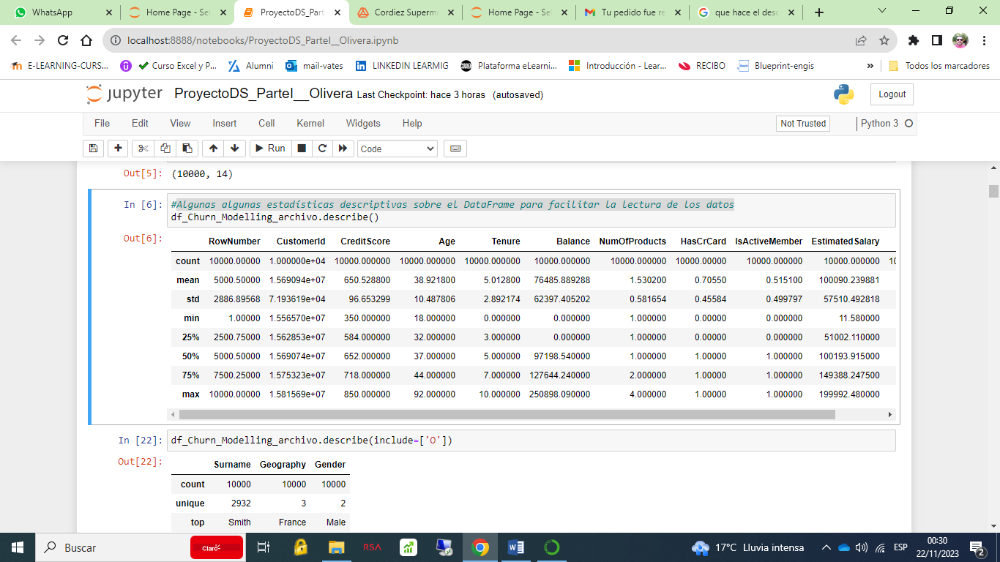 WhatsApp
Home Page - Sel
ProyectoDS_Part
Cordiez Superme
Home Page - Sel
Tu pedido fue re
que hace el desc
localhost:8888/notebooks/ProyectoDS_ParteI__Olivera.ipynb
E-LEARNING-CURS...
Curso Excel y P...
Alumni
mail-vates
LINKEDIN LEARMIG
Plataforma eLearni...
Introducción - Lear...
RECIBO
Blueprint-engis
»
Todos los marcadores
jupyter ProyectoDS_ParteI__Olivera Last Checkpoint: hace 3 horas (autosaved)
Logout
File Edit View Insert Cell Kernel Widgets Help
Not Trusted
Python 3
Run
Code
Out[5]: (10000, 14)
In [6]: #Algunas algunas estadísticas descriptivas sobre el DataFrame para facilitar la lectura de los datos
df_Churn_Modelling_archivo.describe()
Out[6]:
RowNumber CustomerId CreditScore Age Tenure Balance NumOfProducts HasCrCard IsActiveMember EstimatedSalary
count 10000.00000 1.000000e+04 10000.000000 10000.000000 10000.000000 10000.000000 10000.000000 10000.00000 10000.000000 10000.000000 10
mean 5000.50000 1.569094e+07 650.528800 38.921800 5.012800 76485.889288 1.530200 0.70550 0.515100 100090.239881
std 2886.89568 7.193619e+04 96.653299 10.487806 2.892174 62397.405202 0.581654 0.45584 0.499797 57510.492818
min 1.00000 1.556570e+07 350.000000 18.000000 0.000000 0.000000 1.000000 0.00000 0.000000 11.580000
25% 2500.75000 1.562853e+07 584.000000 32.000000 3.000000 0.000000 1.000000 0.00000 0.000000 51002.110000
50% 5000.50000 1.569074e+07 652.000000 37.000000 5.000000 97198.540000 1.000000 1.00000 1.000000 100193.915000
75% 7500.25000 1.575323e+07 718.000000 44.000000 7.000000 127644.240000 2.000000 1.00000 1.000000 149388.247500
max 10000.00000 1.581569e+07 850.000000 92.000000 10.000000 250898.090000 4.000000 1.00000 1.000000 199992.480000
In [22]: df_Churn_Modelling_archivo.describe(include=['O'])
Out[22]:
Surname Geography Gender
count 10000 10000 10000
unique 2932 3 2
top Smith France Male
Buscar
Claro
RSA
17°C Lluvia intensa
ESP
00:30
22/11/2023
2